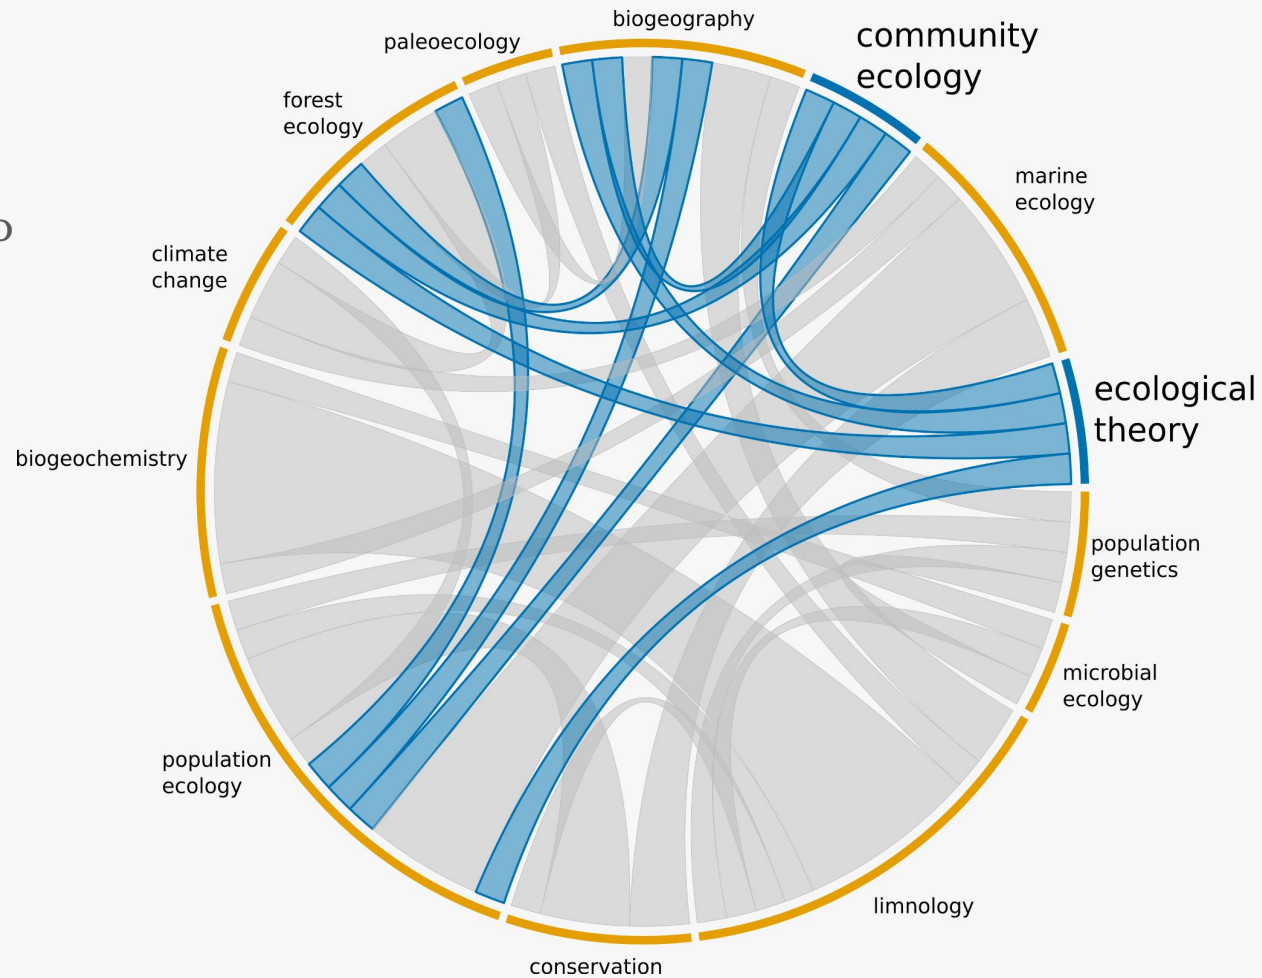 biogeography
community
ecology
marine
ecology
ecological
theory
population
genetics
microbial
ecology
limnology
conservation
population
ecology
biogeochemistry
climate
change
forest
ecology
paleoecology